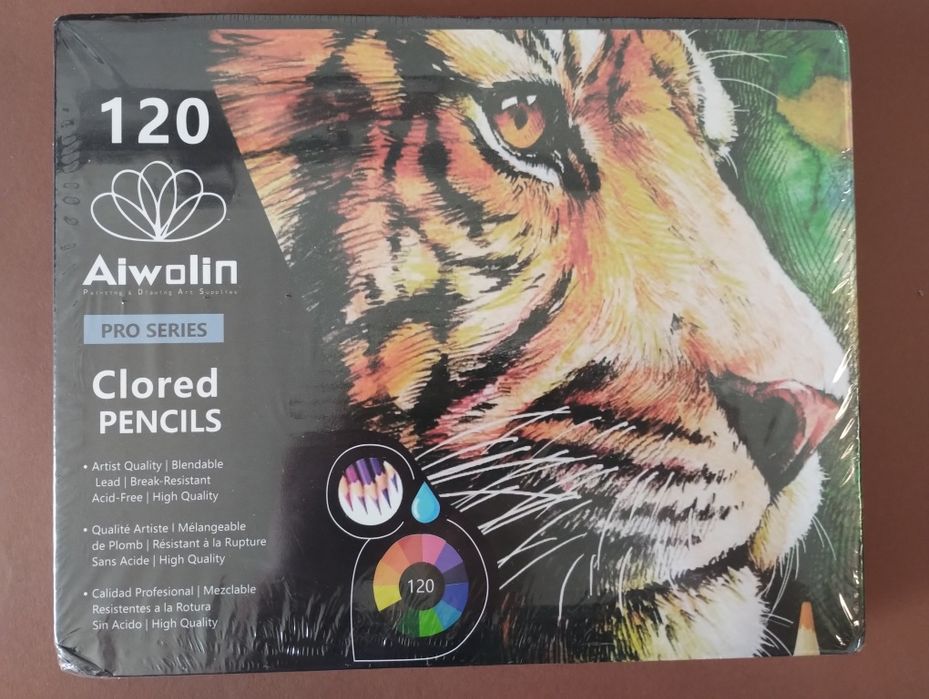 120
Aiwolin
Painting & Drawing Art Supplies
PRO SERIES
Clored
PENCILS
• Artist Quality | Blendable
Lead | Break-Resistant
Acid-Free | High Quality
• Qualité Artiste l Mélangeable
de Plomb | Résistant à la Rupture
Sans Acide | High Quality
• Calidad Profesional | Mezclable
Resistentes a la Rotura
Sin Acido | High Quality
120